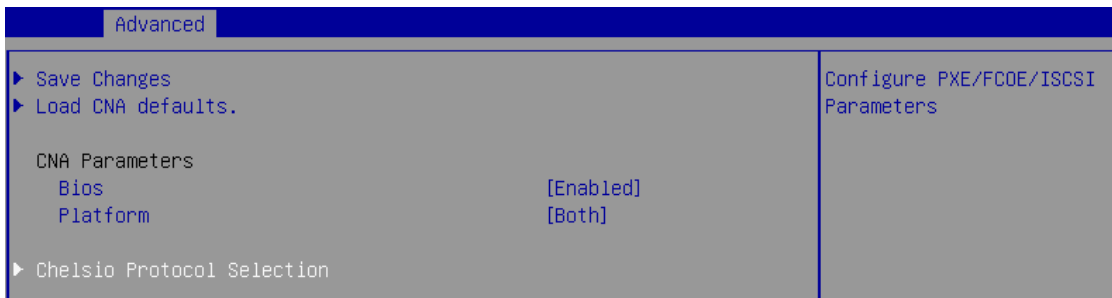 Advanced
Save Changes
Load CNA defaults.
CNA Parameters
Bios [Enabled]
Platform [Both]
Chelsio Protocol Selection
Configure PXE/FCOE/ISCSI
Parameters